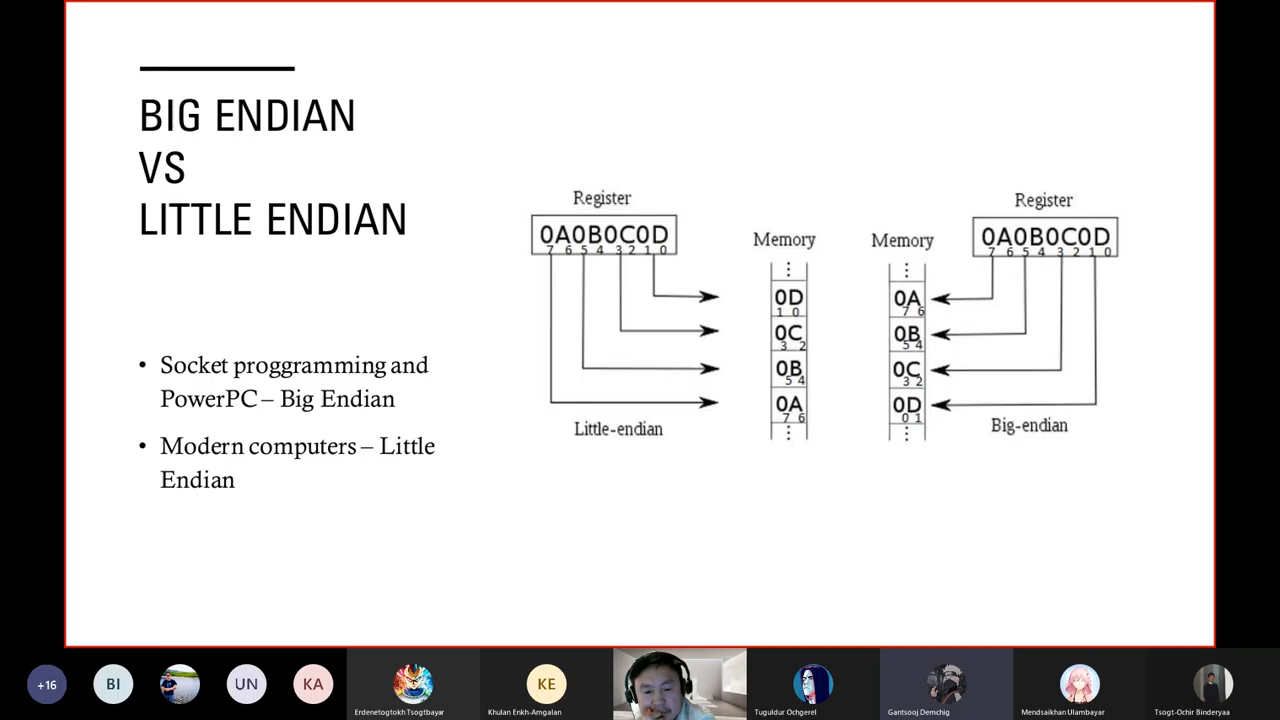 BIG ENDIAN
VS
LITTLE ENDIAN
• Socket proggramming and
PowerPC – Big Endian
• Modern computers – Little
Endian
Register
0A0B0C0D
7 6 5 4 3 2 1 0
Memory
⋮
0D
1 0
0C
3 2
0B
5 4
0A
7 6
⋮
Little-endian
Memory
⋮
0A
7 6
0B
5 4
0C
3 2
0D
0 1
⋮
Register
0A0B0C0D
7 6 5 4 3 2 1 0
Big-endian
+16
BI
UN
KA
Erdenetogtokh Tsogtbayar
KE
Khulan Enkh-Amgalan
Tuguldur Ochgerel
Gantsooj Demchig
Mendsaikhan Ulambayar
Tsogt-Ochir Binderyaa